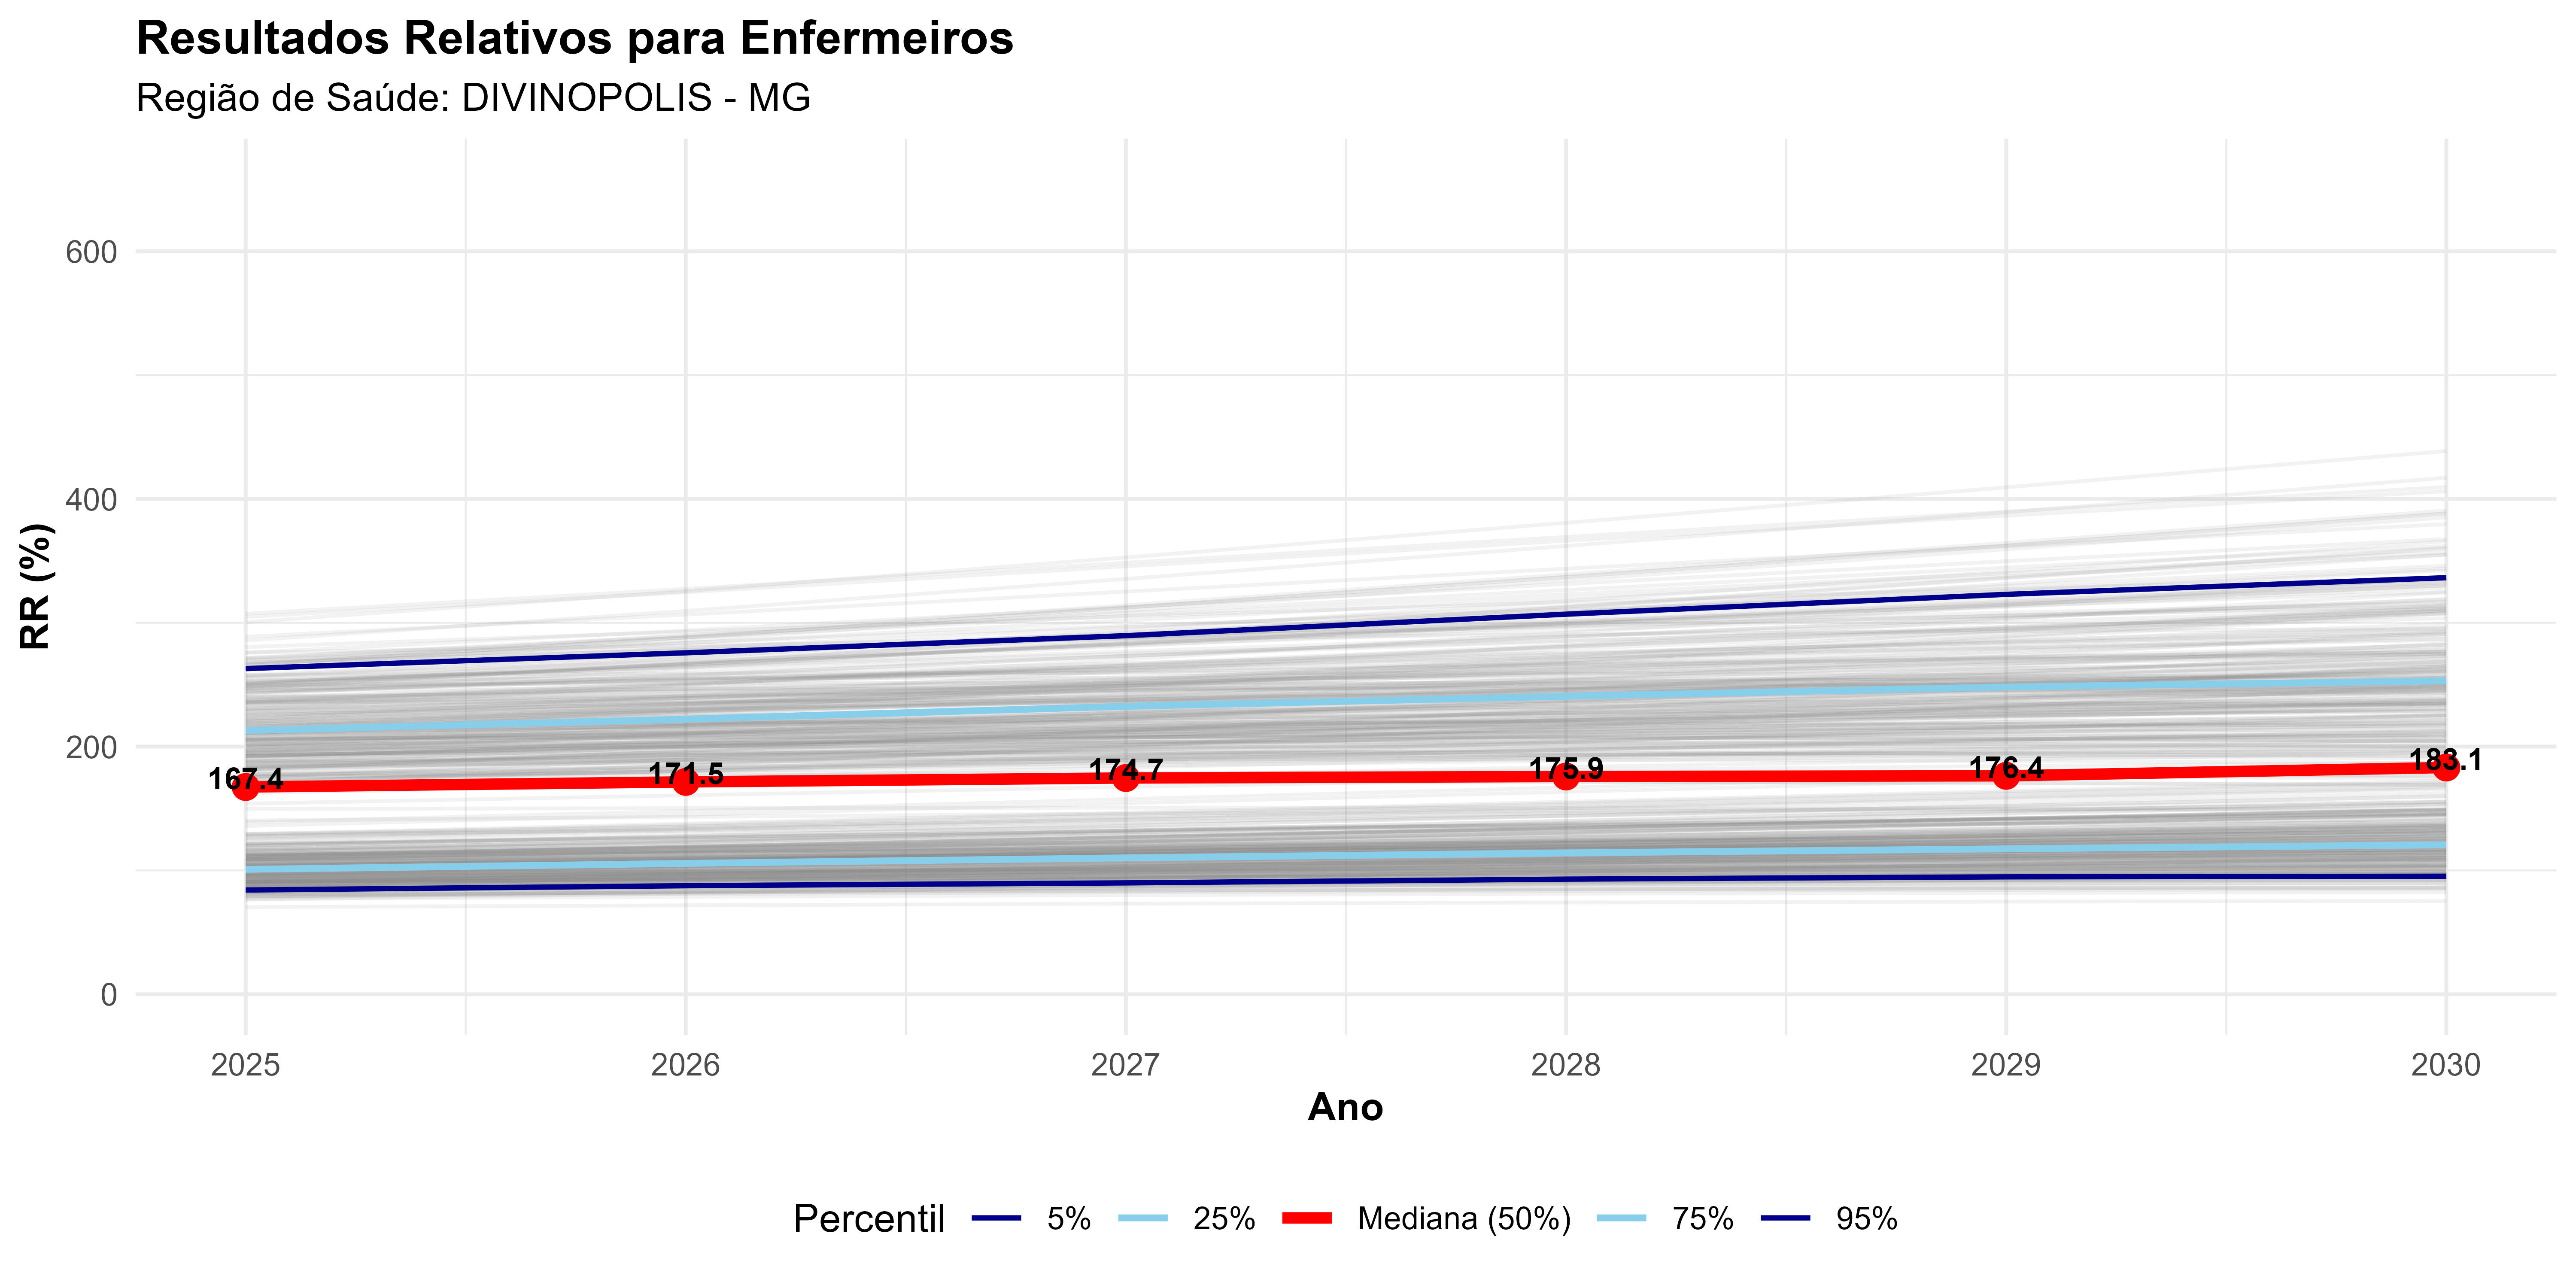 Resultados Relativos para Enfermeiros
Região de Saúde: DIVINOPOLIS - MG
RR (%)
600
400
200
0
167.4 171.5 174.7 175.9 176.4 183.1
2025 2026 2027 2028 2029 2030
Ano
Percentil 5% 25% Mediana (50%) 75% 95%